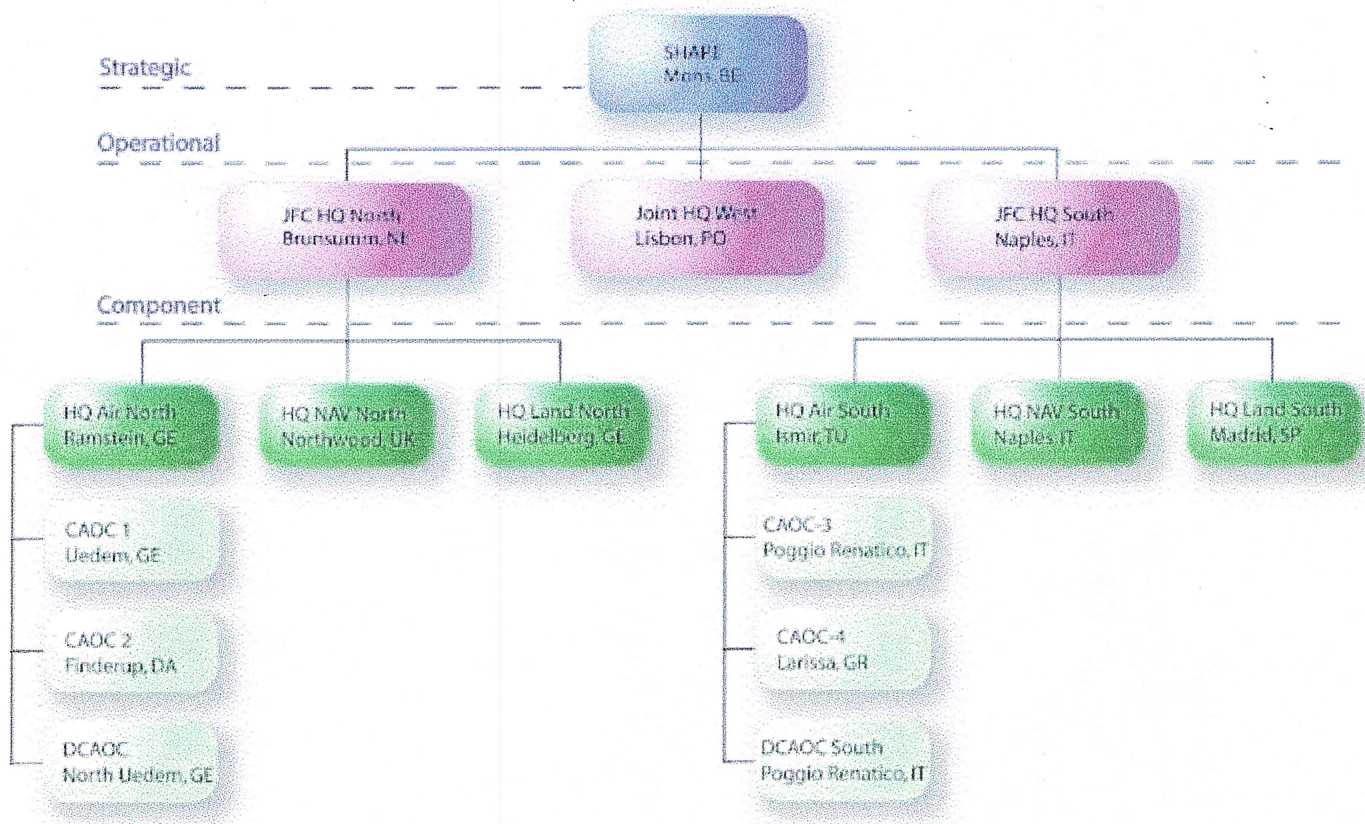 Strategic
SHAPE
Mons, BE
Operational
JFC HQ North
Brunsumm, NE
Joint HQ West
Lisbon, PO
JFC HQ South
Naples, IT
Component
HQ Air North
Ramstein, GE
HQ NAV North
Northwood, UK
HQ Land North
Heidelberg, GE
HQ Air South
Ismir, TU
HQ NAV South
Naples IT
HQ Land South
Madrid, SP
CAOC 1
Uedem, GE
CAOC 2
Finderup, DA
DCAOC
North Uedem, GE
CAOC-3
Poggio Renatico, IT
CAOC-4
Larissa, GR
DCAOC South
Poggio Renatico, IT